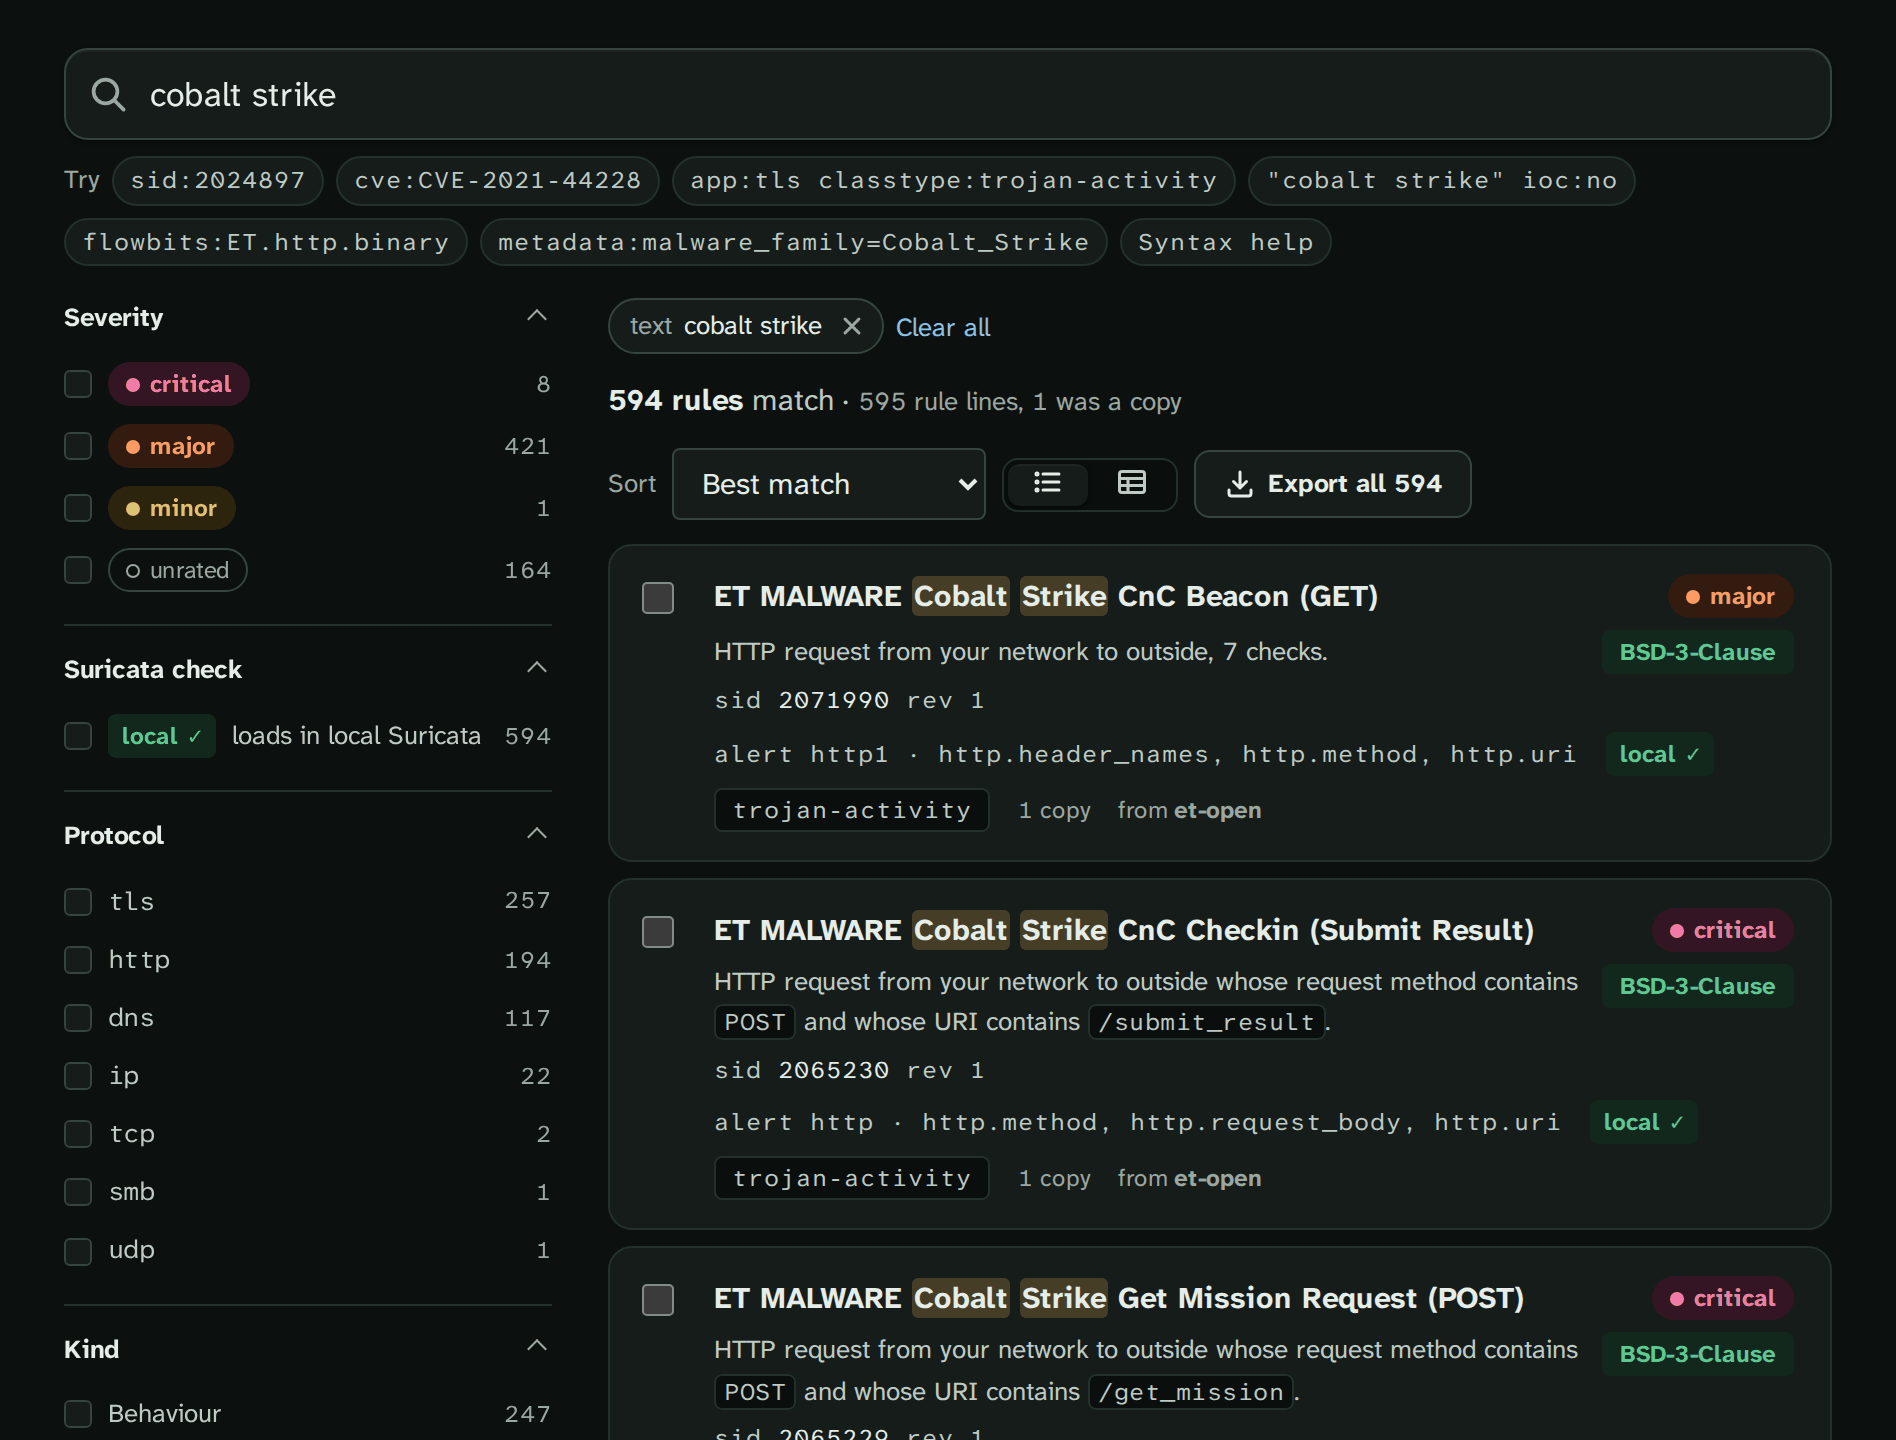 cobalt strike
Try sid:2024897 cve:CVE-2021-44228 app:tls classtype:trojan-activity "cobalt strike" ioc:no
flowbits:ET.http.binary metadata:malware_family=Cobalt_Strike Syntax help
Severity
critical 8
major 421
minor 1
unrated 164
Suricata check
local ✓ loads in local Suricata 594
Protocol
tls 257
http 194
dns 117
ip 22
tcp 2
smb 1
udp 1
Kind
Behaviour 247
text cobalt strike ✕ Clear all
594 rules match · 595 rule lines, 1 was a copy
Sort Best match Export all 594
ET MALWARE Cobalt Strike CnC Beacon (GET) major
HTTP request from your network to outside, 7 checks. BSD-3-Clause
sid 2071990 rev 1
alert http1 · http.header_names, http.method, http.uri local ✓
trojan-activity 1 copy from et-open
ET MALWARE Cobalt Strike CnC Checkin (Submit Result) critical
HTTP request from your network to outside whose request method contains BSD-3-Clause
POST and whose URI contains /submit_result.
sid 2065230 rev 1
alert http · http.method, http.request_body, http.uri local ✓
trojan-activity 1 copy from et-open
ET MALWARE Cobalt Strike Get Mission Request (POST) critical
HTTP request from your network to outside whose request method contains BSD-3-Clause
POST and whose URI contains /get_mission.
sid 2065229 rev 1